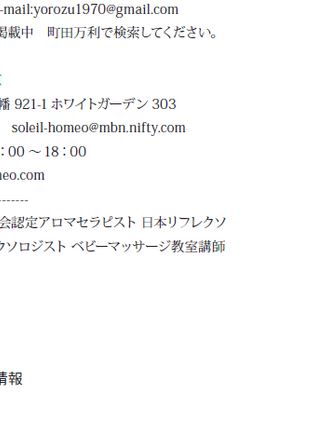 -mail:yorozu1970@gmail.com
掲載中　町田万利で検索してください。
幡 921-1 ホワイトガーデン 303
soleil-homeo@mbn.nifty.com
：00 ～ 18：00
neo.com
-------
会認定アロマセラピスト 日本リフレクソ
クソロジスト ベビーマッサージ教室講師
情報